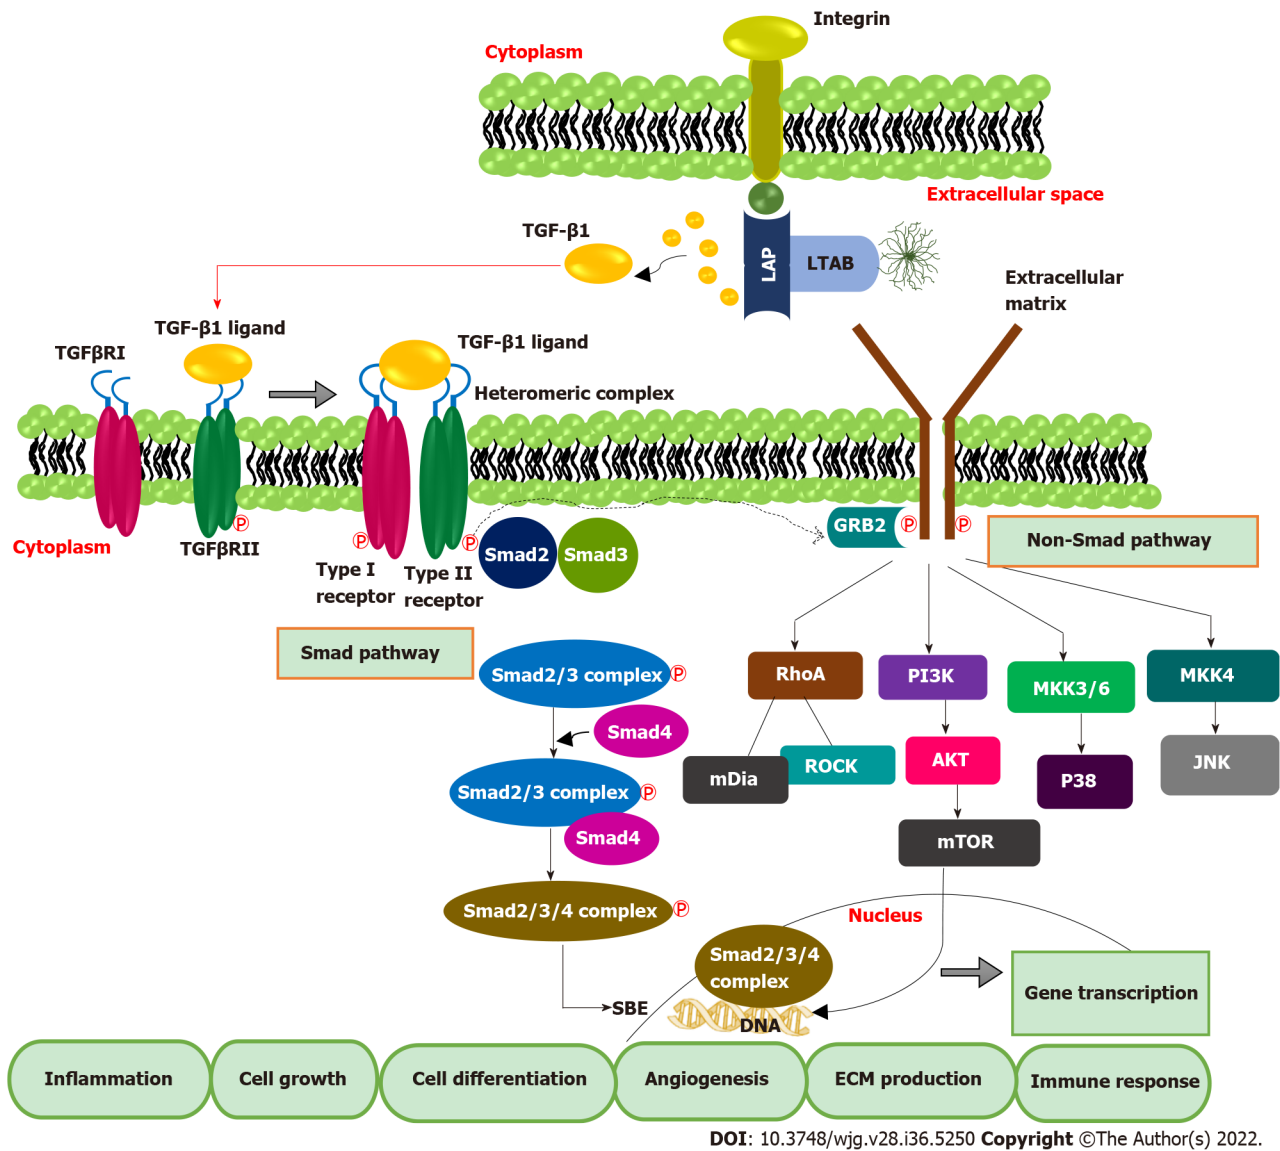 Integrin
Cytoplasm
Extracellular space
TGF-β1
LAP
LTAB
Extracellular
matrix
TGF-β1 ligand
TGFβRI
TGF-β1 ligand
Heteromeric complex
Cytoplasm
P
TGFβRII
P
P
Type I
receptor
Type II
receptor
Smad2
Smad3
GRB2
P
P
Non-Smad pathway
Smad pathway
Smad2/3 complex
P
Smad4
Smad2/3 complex
P
Smad4
Smad2/3/4 complex
P
RhoA
PI3K
MKK3/6
MKK4
mDia
ROCK
AKT
P38
JNK
mTOR
Nucleus
Smad2/3/4
complex
SBE
DNA
Gene transcription
Inflammation
Cell growth
Cell differentiation
Angiogenesis
ECM production
Immune response
DOI: 10.3748/wjg.v28.i36.5250 Copyright ©The Author(s) 2022.